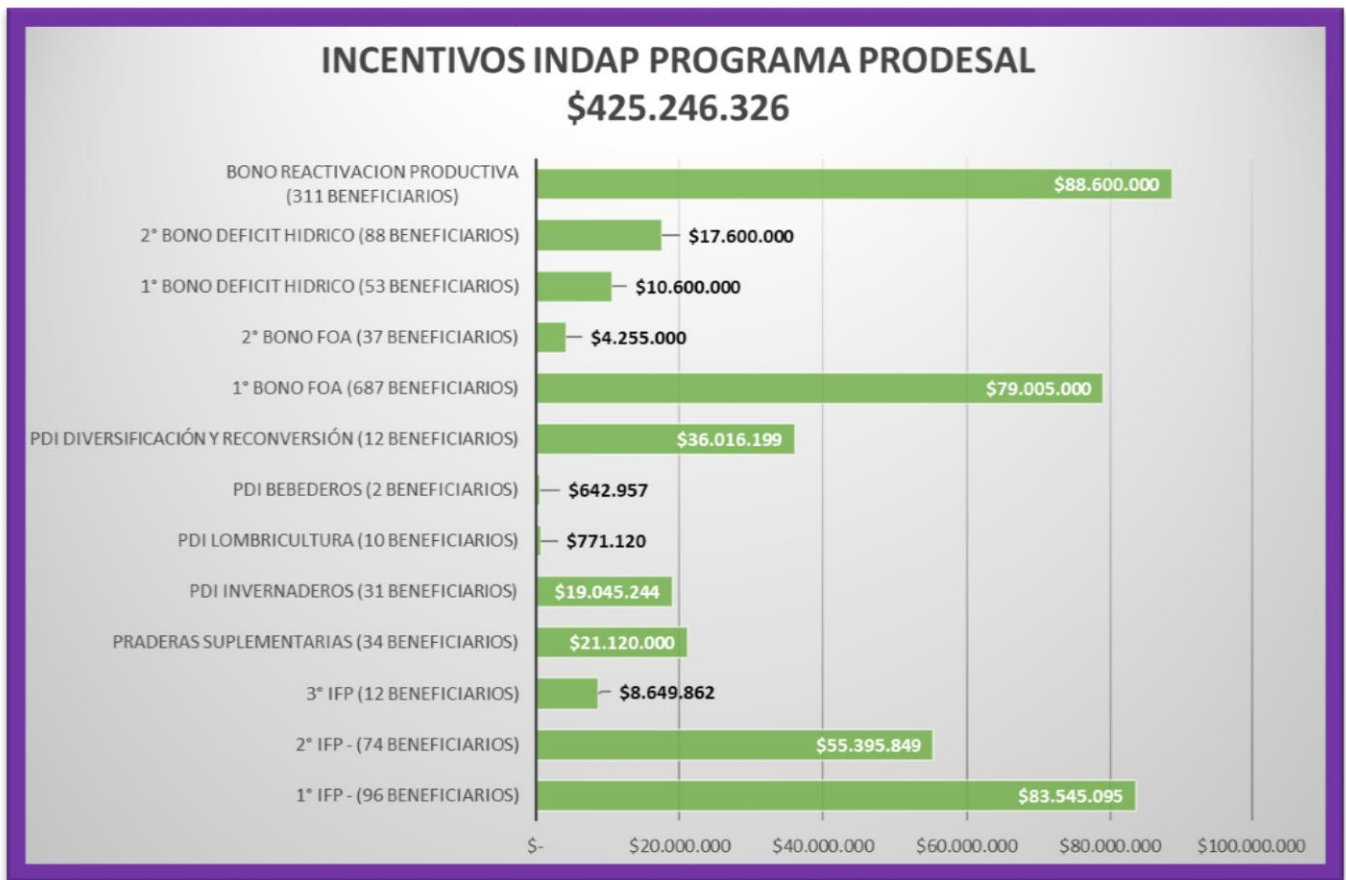 INCENTIVOS INDAP PROGRAMA PRODESAL
$425.246.326
BONO REACTIVACION PRODUCTIVA
(311 BENEFICIARIOS)
$88.600.000
2° BONO DEFICIT HIDRICO (88 BENEFICIARIOS)
$17.600.000
1° BONO DEFICIT HIDRICO (53 BENEFICIARIOS)
$10.600.000
2° BONO FOA (37 BENEFICIARIOS)
$4.255.000
1° BONO FOA (687 BENEFICIARIOS)
$79.005.000
PDI DIVERSIFICACIÓN Y RECONVERSIÓN (12 BENEFICIARIOS)
$36.016.199
PDI BEBEDEROS (2 BENEFICIARIOS)
$642.957
PDI LOMBRICULTURA (10 BENEFICIARIOS)
$771.120
PDI INVERNADEROS (31 BENEFICIARIOS)
$19.045.244
PRADERAS SUPLEMENTARIAS (34 BENEFICIARIOS)
$21.120.000
3° IFP (12 BENEFICIARIOS)
$8.649.862
2° IFP - (74 BENEFICIARIOS)
$55.395.849
1° IFP - (96 BENEFICIARIOS)
$83.545.095
$- $20.000.000 $40.000.000 $60.000.000 $80.000.000 $100.000.000